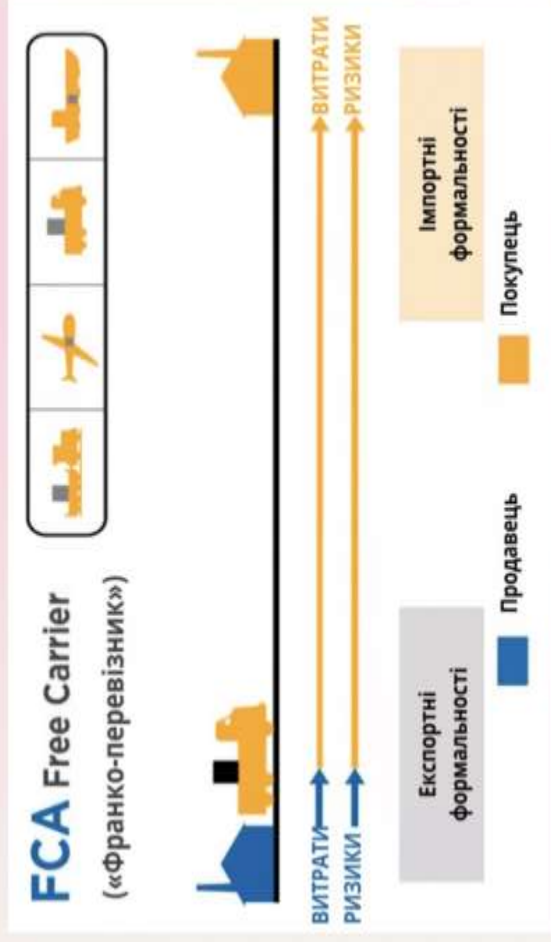 FCA Free Carrier
(«Франко-перевізник»)
ВИТРАТИ
ВИТРАТИ
РИЗИКИ
РИЗИКИ
Експортні
формальності
Імпортні
формальності
Продавець
Покупець